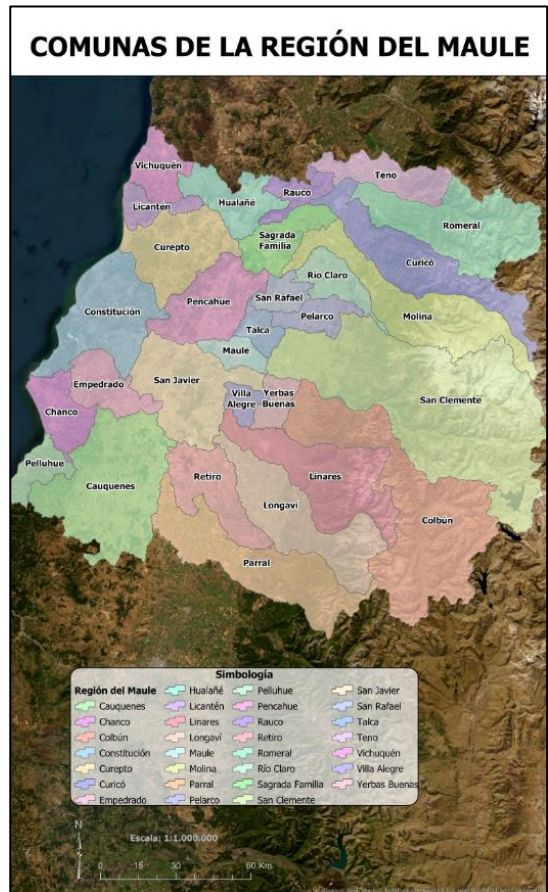 COMUNAS DE LA REGIÓN DEL MAULE
Vichuquén
Teno
Licantén
Hualañé
Rauco
Romeral
Curepto
Sagrada
Familia
Curicó
Río Claro
Constitución
Pencahue
San Rafael
Pelarco
Molina
Talca
Maule
Empedrado
San Javier
Villa
Alegre
Yerbas
Buenas
San Clemente
Chanco
Pelluhue
Cauquenes
Retiro
Linares
Longaví
Colbún
Parral
Simbología
Región del Maule
Cauquenes
Chanco
Colbún
Constitución
Curepto
Curicó
Empedrado
Hualañé
Licantén
Linares
Longaví
Maule
Molina
Parral
Pelarco
Pelluhue
Pencahue
Rauco
Retiro
Romeral
Río Claro
Sagrada Familia
San Clemente
San Javier
San Rafael
Talca
Teno
Vichuquén
Villa Alegre
Yerbas Buenas
N
Escala: 1:1.000.000
0 15 30 60 Km